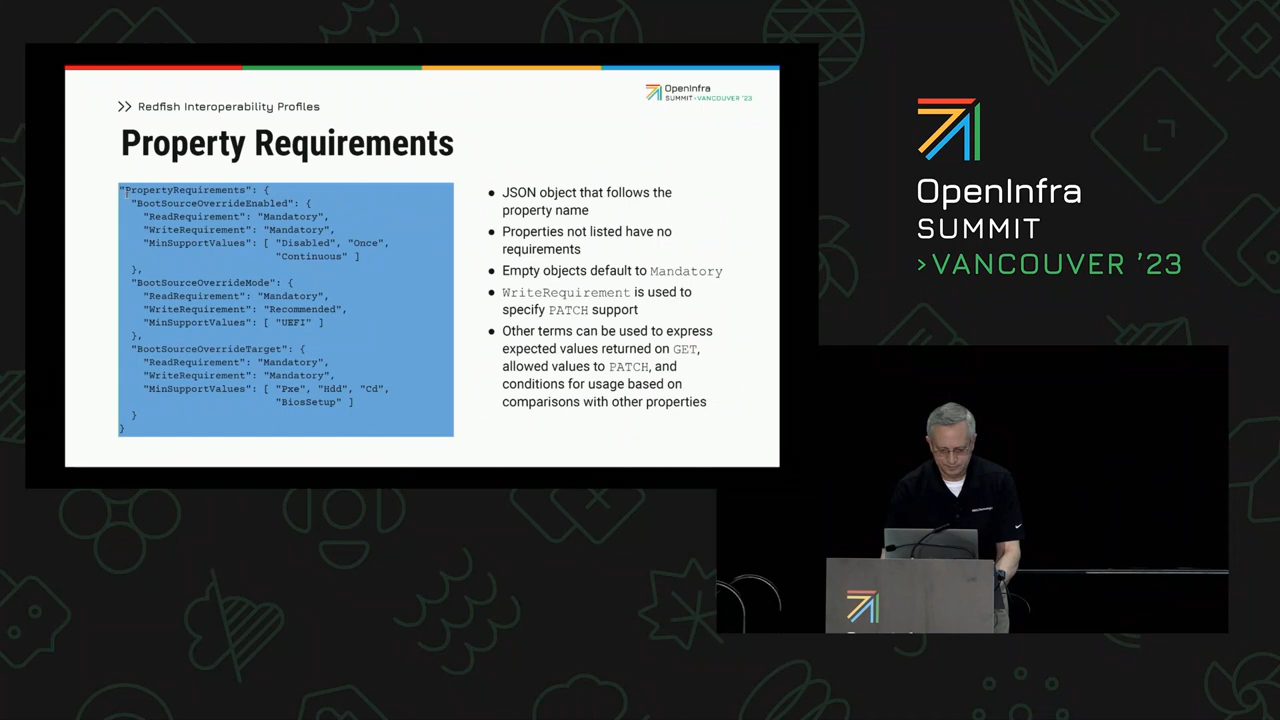 >> Redfish Interoperability Profiles
OpenInfra
SUMMIT >VANCOUVER '23
Property Requirements
"PropertyRequirements": {
"BootSourceOverrideEnabled": {
"ReadRequirement": "Mandatory",
"WriteRequirement": "Mandatory",
"MinSupportValues": [ "Disabled", "Once",
"Continuous" ]
},
"BootSourceOverrideMode": {
"ReadRequirement": "Mandatory",
"WriteRequirement": "Recommended",
"MinSupportValues": [ "UEFI" ]
},
"BootSourceOverrideTarget": {
"ReadRequirement": "Mandatory",
"WriteRequirement": "Mandatory",
"MinSupportValues": [ "Pxe", "Hdd", "Cd",
"BiosSetup" ]
}
}
● JSON object that follows the
property name
● Properties not listed have no
requirements
● Empty objects default to Mandatory
● WriteRequirement is used to
specify PATCH support
● Other terms can be used to express
expected values returned on GET,
allowed values to PATCH, and
conditions for usage based on
comparisons with other properties
OpenInfra
SUMMIT
>VANCOUVER '23